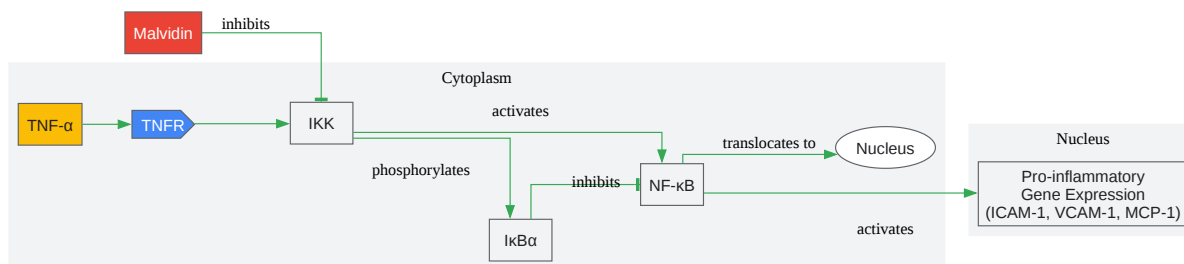 Malvidin
inhibits
Cytoplasm
TNF-α
TNFR
IKK
activates
phosphorylates
translocates to
Nucleus
inhibits
NF-κB
IκBα
activates
Nucleus
Pro-inflammatory
Gene Expression
(ICAM-1, VCAM-1, MCP-1)